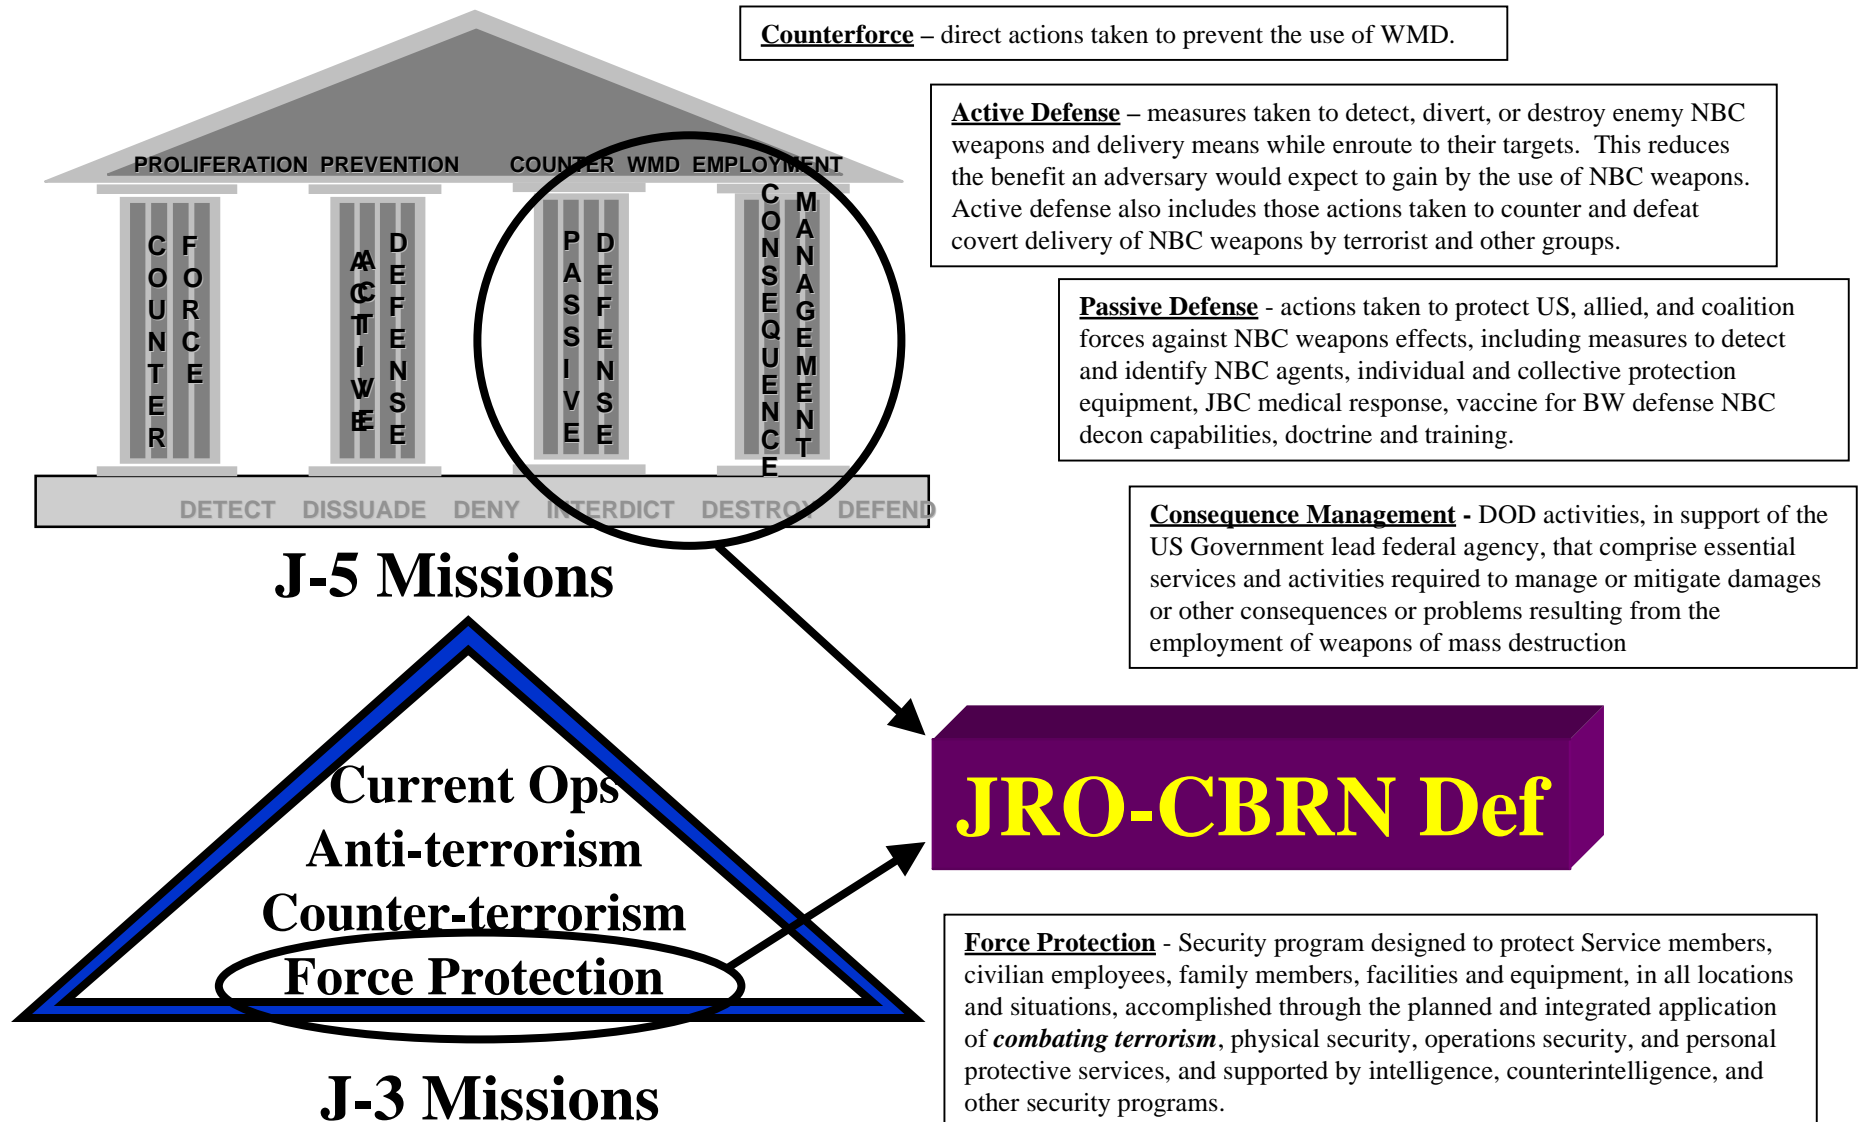 Counterforce – direct actions taken to prevent the use of WMD.
Active Defense – measures taken to detect, divert, or destroy enemy NBC
weapons and delivery means while enroute to their targets. This reduces
the benefit an adversary would expect to gain by the use of NBC weapons.
Active defense also includes those actions taken to counter and defeat
covert delivery of NBC weapons by terrorist and other groups.
PROLIFERATION PREVENTION COUNTER WMD EMPLOYMENT
COUNTER
FORCE
ACTIVE
DEFENSE
PASSIVE
DEFENSE
CONSEQUENCE
MANAGEMENT
DETECT DISSUADE DENY INTERDICT DESTROY DEFEND
J-5 Missions
Passive Defense - actions taken to protect US, allied, and coalition
forces against NBC weapons effects, including measures to detect
and identify NBC agents, individual and collective protection
equipment, JBC medical response, vaccine for BW defense NBC
decon capabilities, doctrine and training.
Consequence Management - DOD activities, in support of the
US Government lead federal agency, that comprise essential
services and activities required to manage or mitigate damages
or other consequences or problems resulting from the
employment of weapons of mass destruction
Current Ops
Anti-terrorism
Counter-terrorism
Force Protection
J-3 Missions
JRO-CBRN Def
Force Protection - Security program designed to protect Service members,
civilian employees, family members, facilities and equipment, in all locations
and situations, accomplished through the planned and integrated application
of combating terrorism, physical security, operations security, and personal
protective services, and supported by intelligence, counterintelligence, and
other security programs.